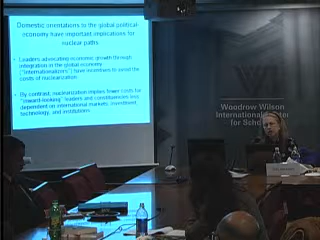 Domestic orientations to the global political-
economy have important implications for
nuclear paths
Leaders advocating economic growth through
integration in the global economy
("internationalizers") have incentives to avoid the
costs of nuclearization.
By contrast, nuclearization implies fewer costs for
"inward-looking" leaders and constituencies less
dependent on international markets, investment,
technology, and institutions
Woodrow Wilson
International Center
for Scholars